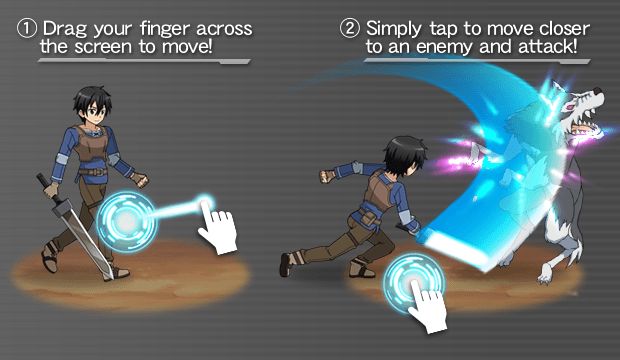 ① Drag your finger across
the screen to move!
② Simply tap to move closer
to an enemy and attack!